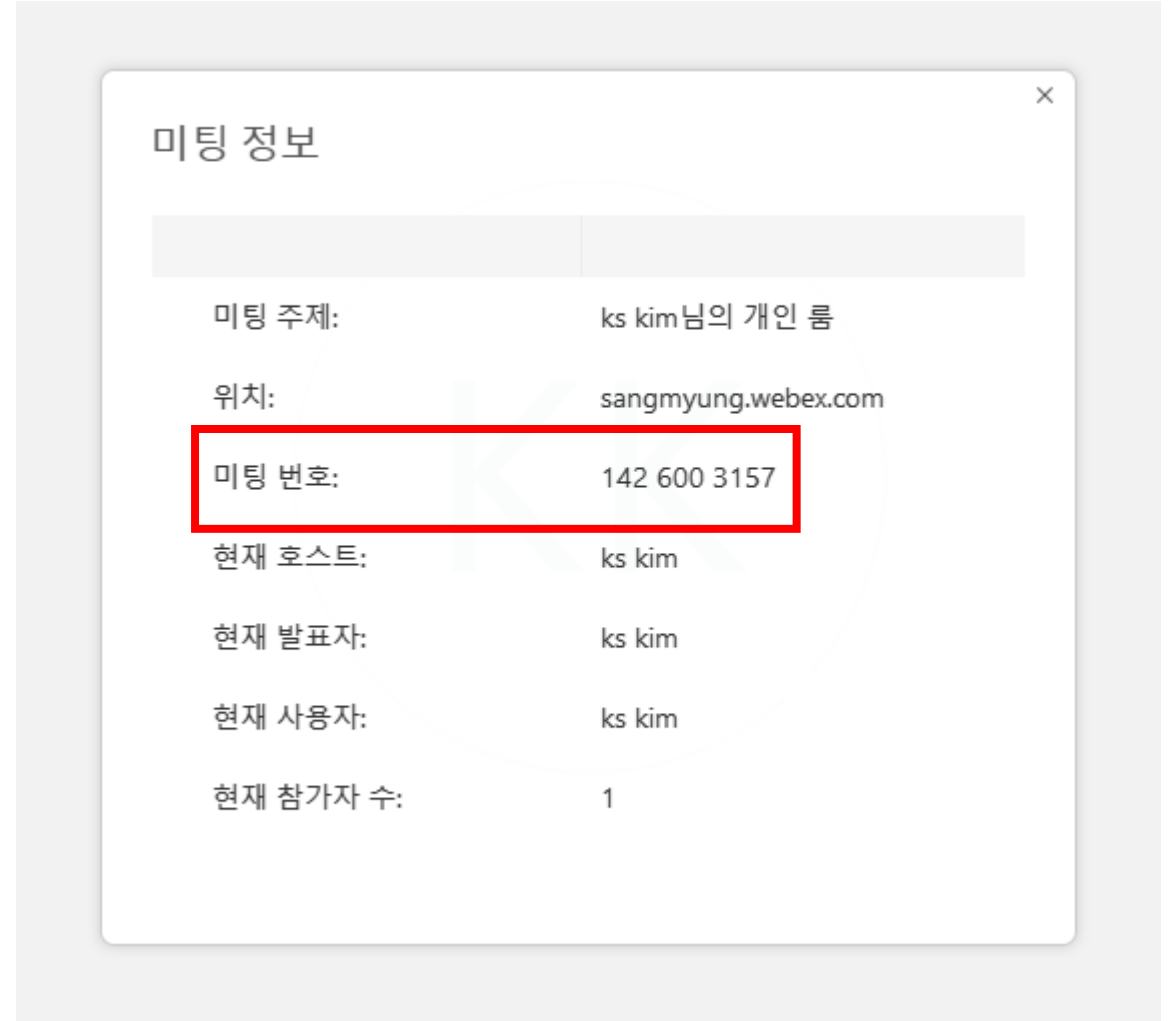 미팅 정보
미팅 주제: ks kim님의 개인 룸
위치: sangmyung.webex.com
미팅 번호: 142 600 3157
현재 호스트: ks kim
현재 발표자: ks kim
현재 사용자: ks kim
현재 참가자 수: 1
KK